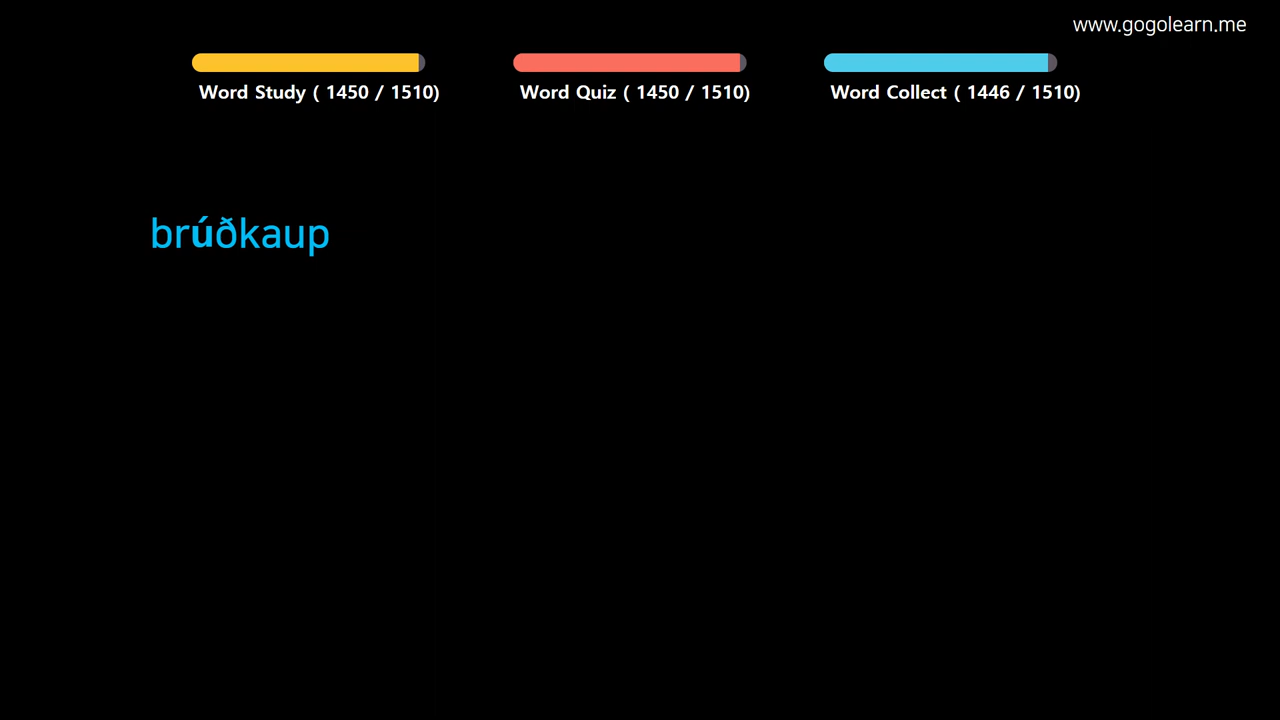 www.gogolearn.me
Word Study ( 1450 / 1510)
Word Quiz ( 1450 / 1510)
Word Collect ( 1446 / 1510)
brúðkaup